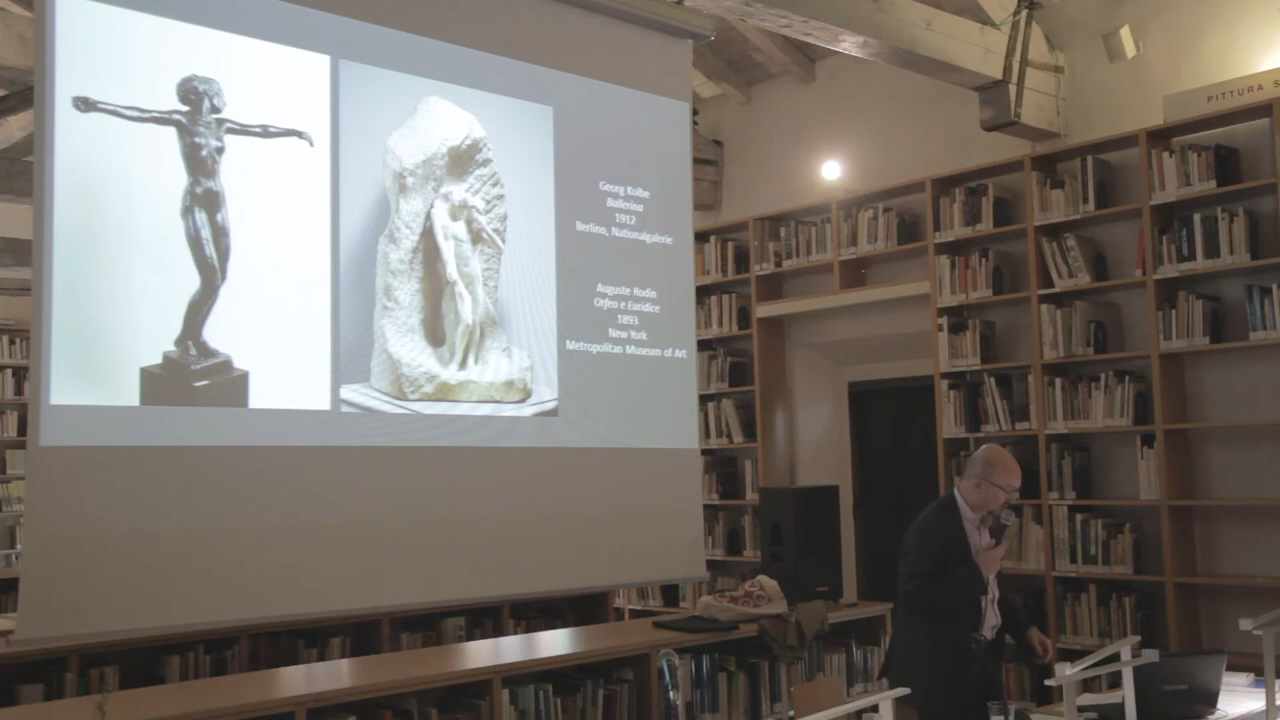 Georg Kolbe
Ballerina
1912
Berlino, Nationalgalerie
Auguste Rodin
Orfeo e Euridice
1893
New York
Metropolitan Museum of Art
PITTURA S